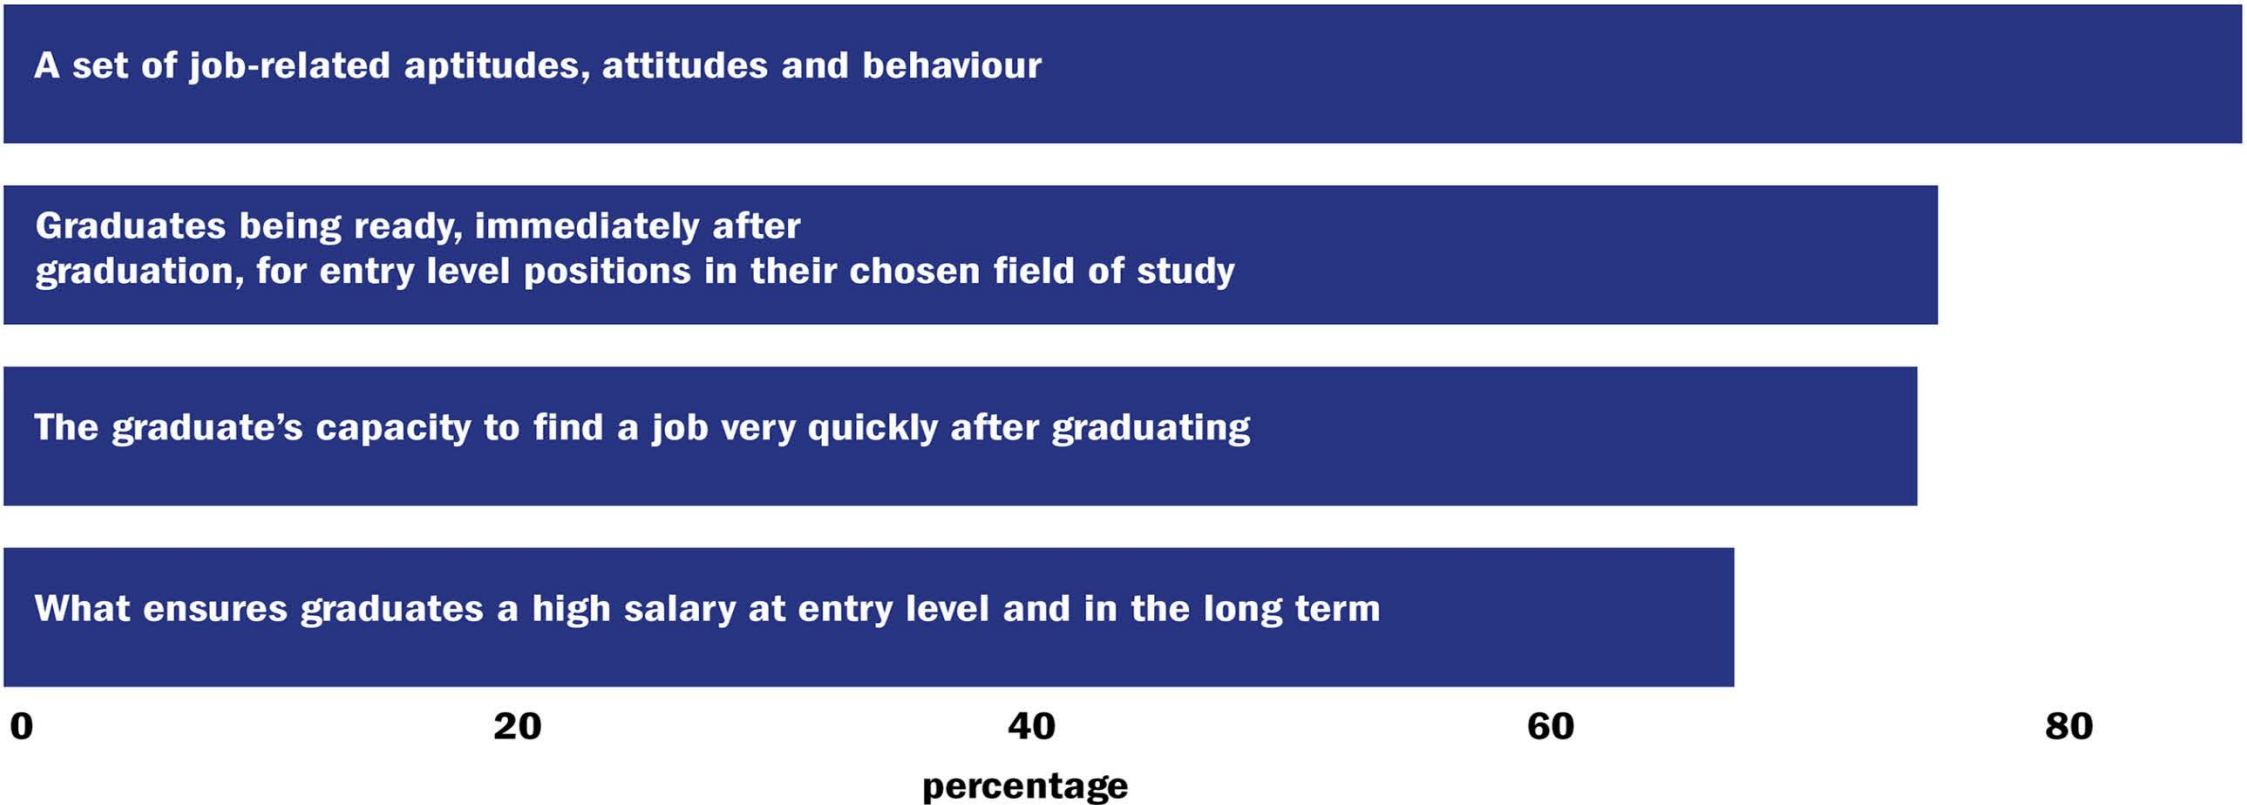 A set of job-related aptitudes, attitudes and behaviour
Graduates being ready, immediately after
graduation, for entry level positions in their chosen field of study
The graduate’s capacity to find a job very quickly after graduating
What ensures graduates a high salary at entry level and in the long term
0 20 40 60 80
percentage